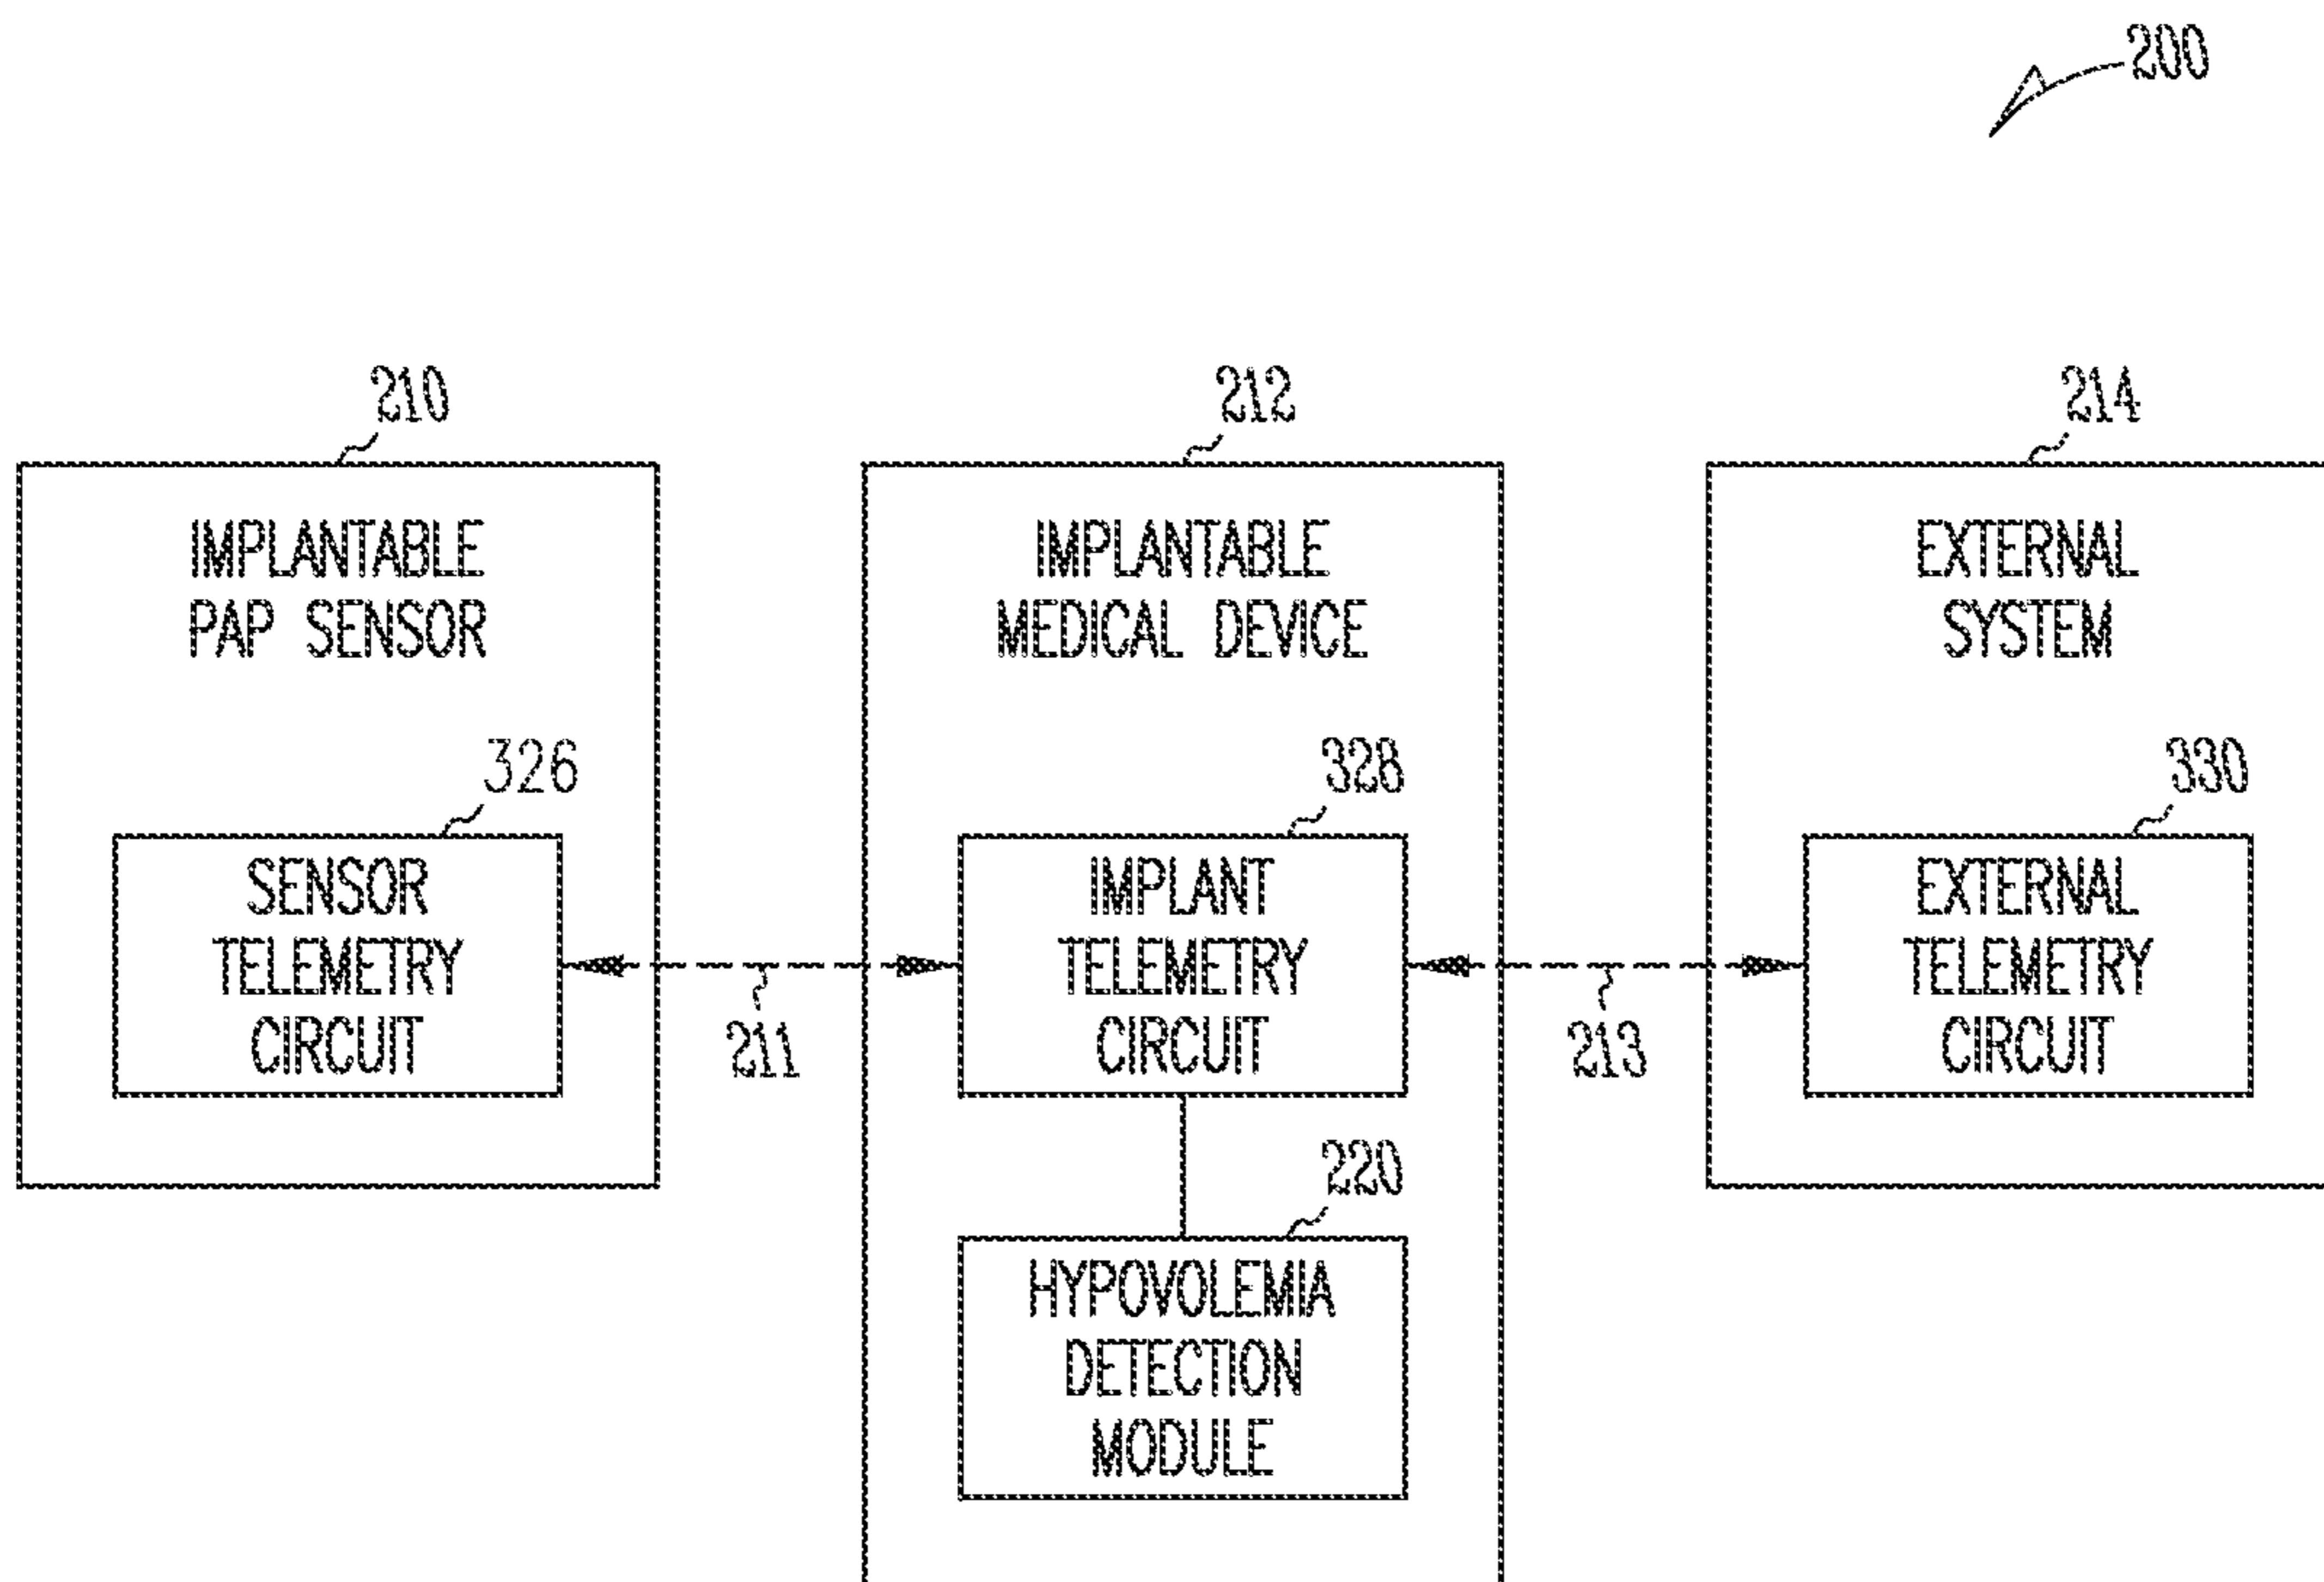 200
210
212
214
IMPLANTABLE
PAP SENSOR
IMPLANTABLE
MEDICAL DEVICE
EXTERNAL
SYSTEM
326
328
330
SENSOR
TELEMETRY
CIRCUIT
IMPLANT
TELEMETRY
CIRCUIT
EXTERNAL
TELEMETRY
CIRCUIT
211
213
220
HYPOVOLEMIA
DETECTION
MODULE